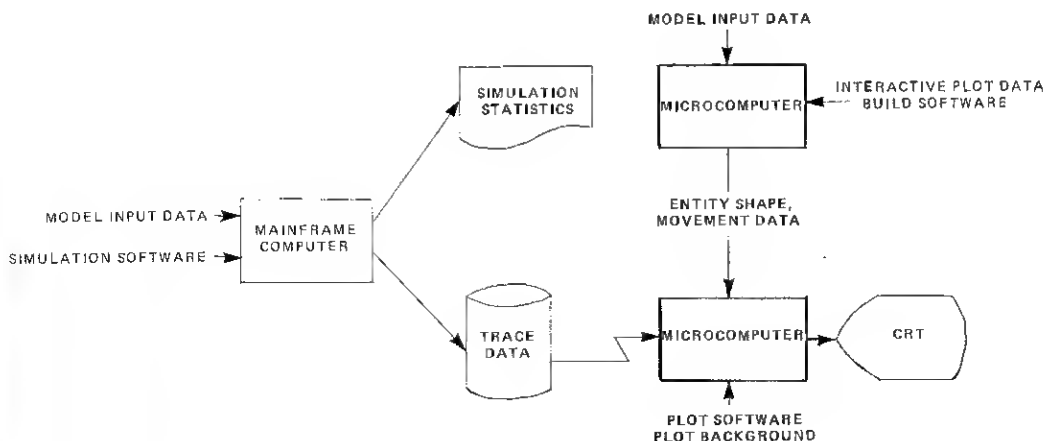 MODEL INPUT DATA
SIMULATION
STATISTICS
MICROCOMPUTER
INTERACTIVE PLOT DATA
BUILD SOFTWARE
MODEL INPUT DATA
SIMULATION SOFTWARE
MAINFRAME
COMPUTER
ENTITY SHAPE,
MOVEMENT DATA
TRACE
DATA
MICROCOMPUTER
CRT
PLOT SOFTWARE
PLOT BACKGROUND